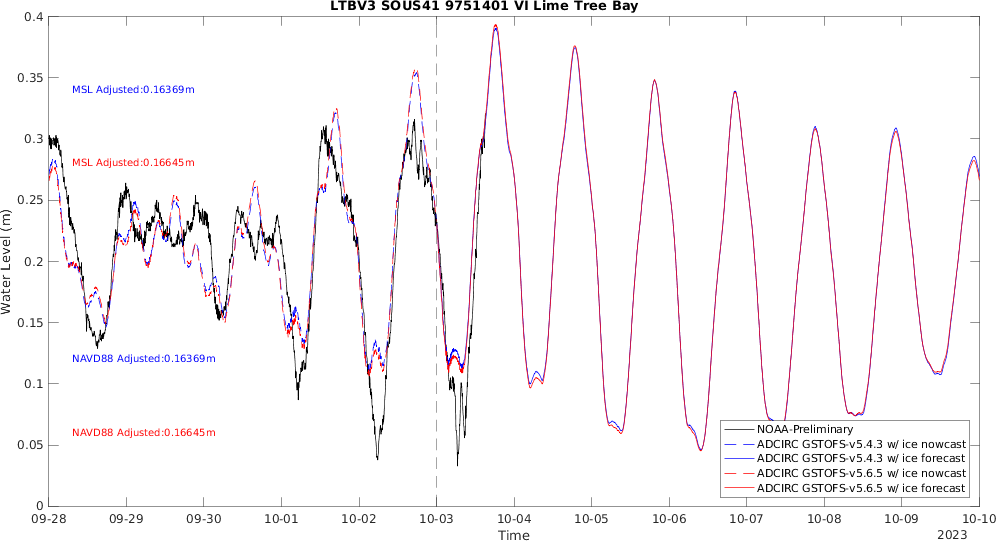 LTBV3 SOUS41 9751401 VI Lime Tree Bay
0.4
0.35
0.3
0.25
0.2
0.15
0.1
0.05
0
Water Level (m)
MSL Adjusted:0.16369m
MSL Adjusted:0.16645m
NAVD88 Adjusted:0.16369m
NAVD88 Adjusted:0.16645m
NOAA-Preliminary
ADCIRC GSTOFS-v5.4.3 w/ ice nowcast
ADCIRC GSTOFS-v5.4.3 w/ ice forecast
ADCIRC GSTOFS-v5.6.5 w/ ice nowcast
ADCIRC GSTOFS-v5.6.5 w/ ice forecast
09-28 09-29 09-30 10-01 10-02 10-03 10-04 10-05 10-06 10-07 10-08 10-09 10-10
Time
2023